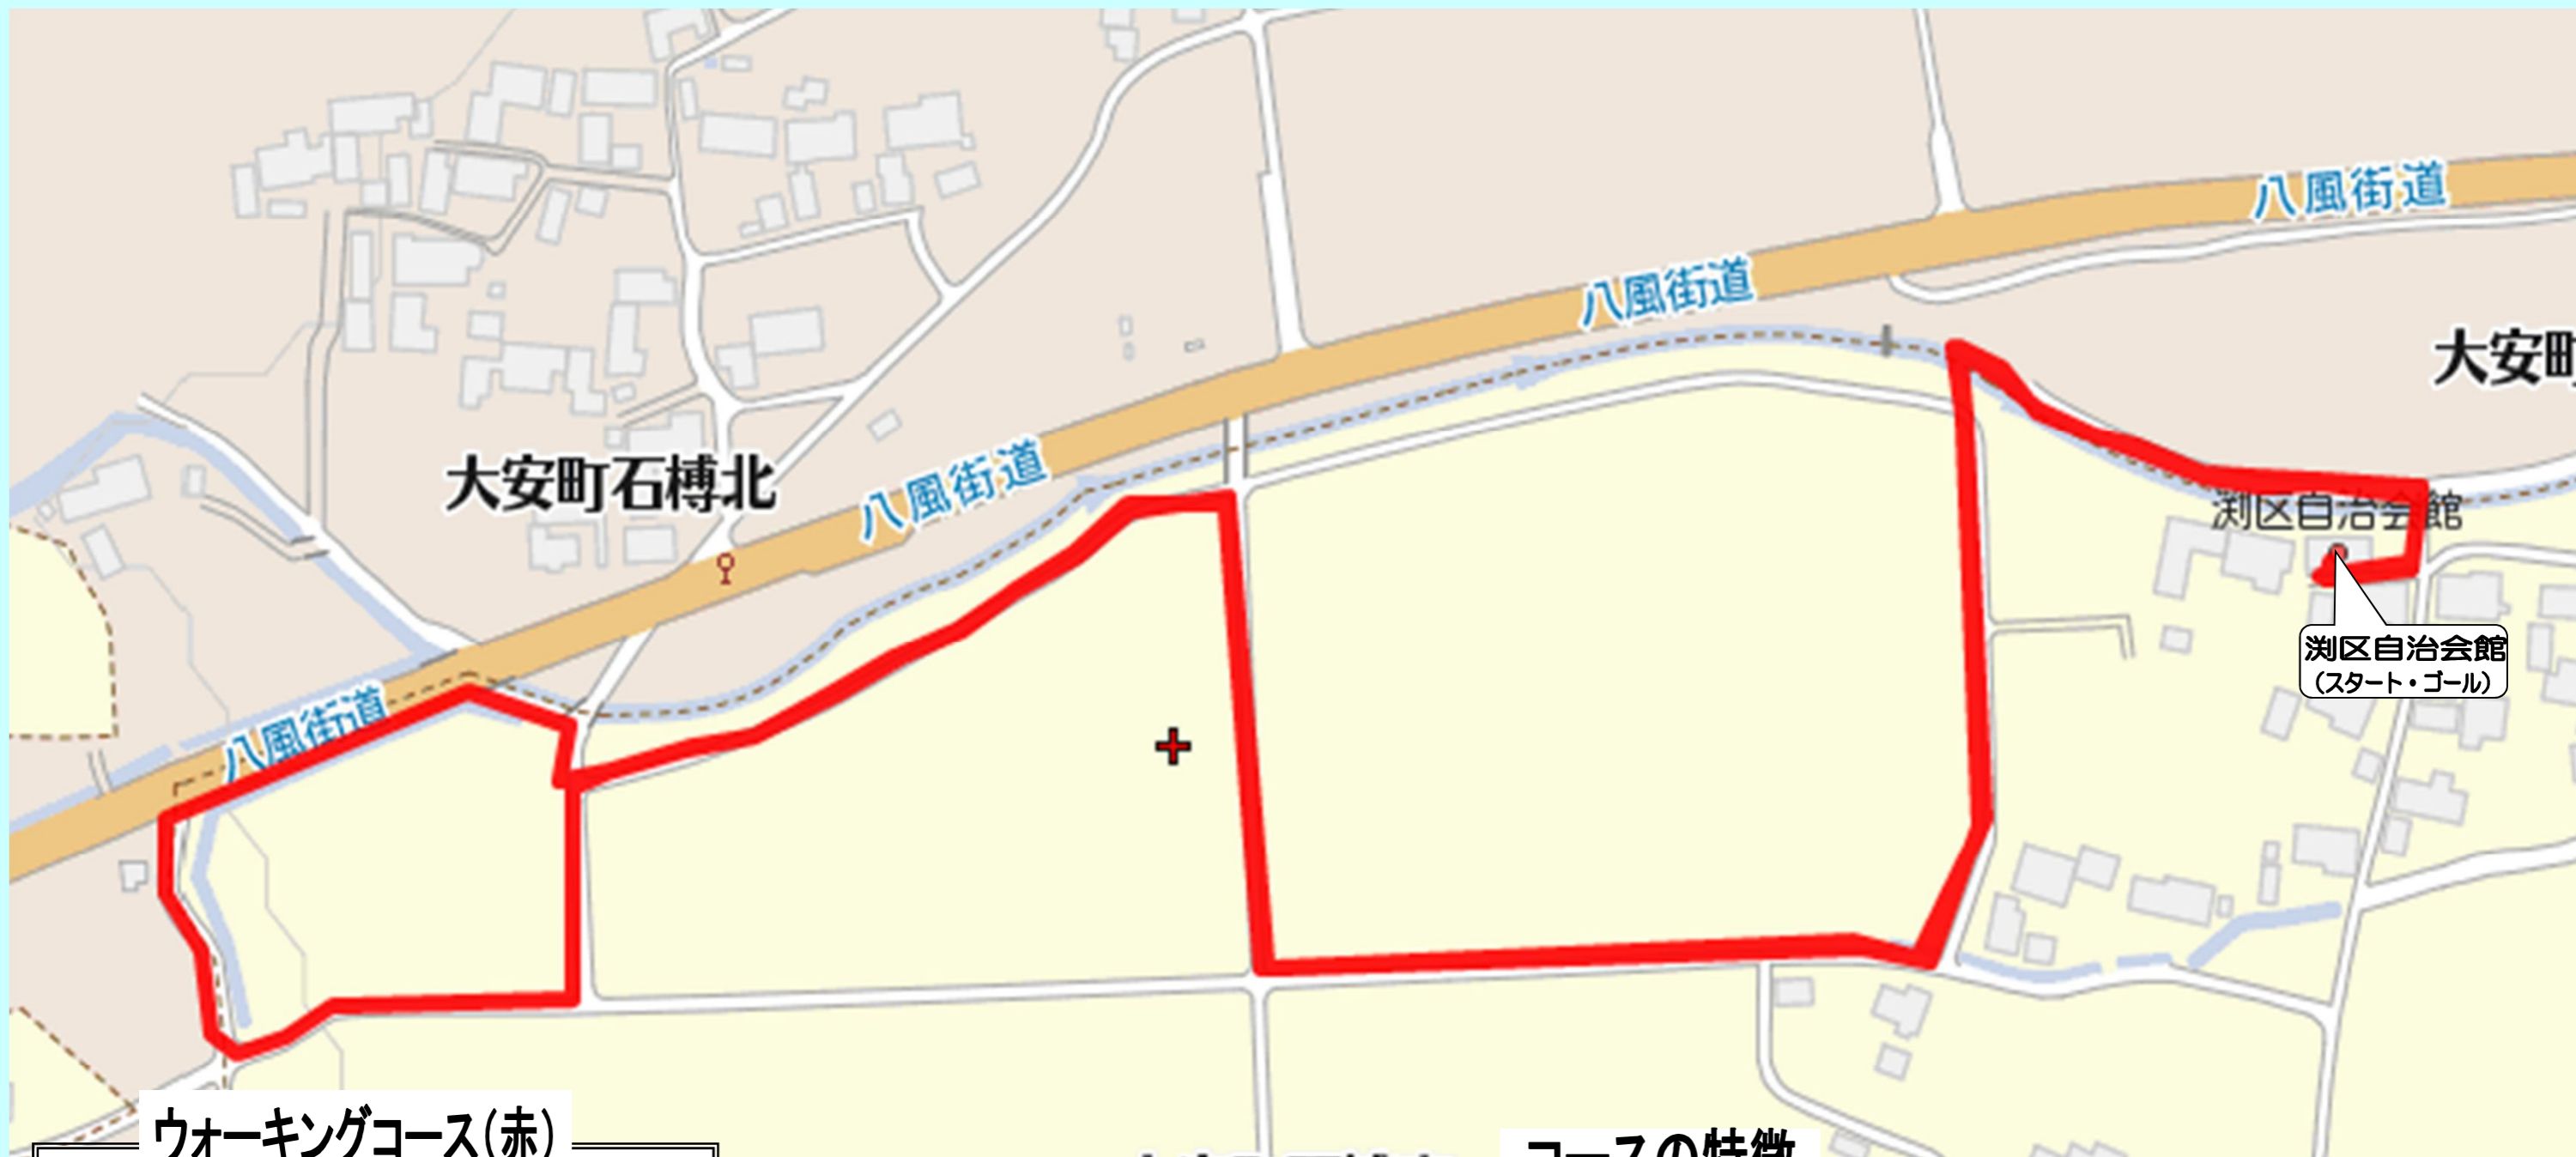 八風街道
八風街道
大安町
大安町石榑北
八風街道
渕区自治会館
渕区自治会館
(スタート・ゴール)
八風街道
ウォーキングコース(赤)
コースの特徴